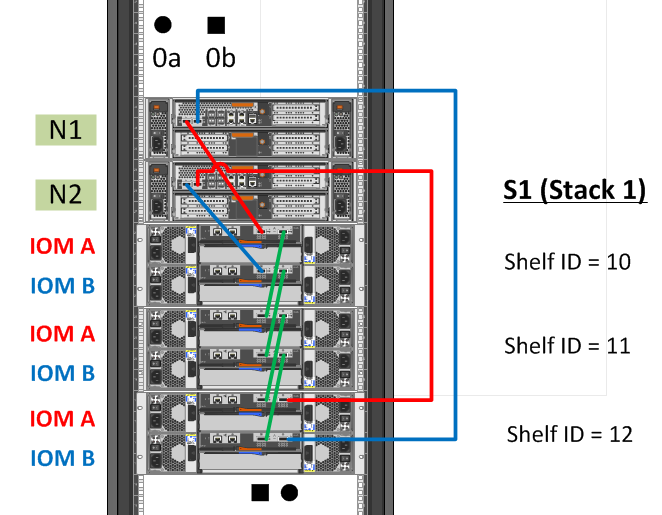 0a 0b
N1
N2
S1 (Stack 1)
IOM A
Shelf ID = 10
IOM B
IOM A
Shelf ID = 11
IOM B
IOM A
Shelf ID = 12
IOM B